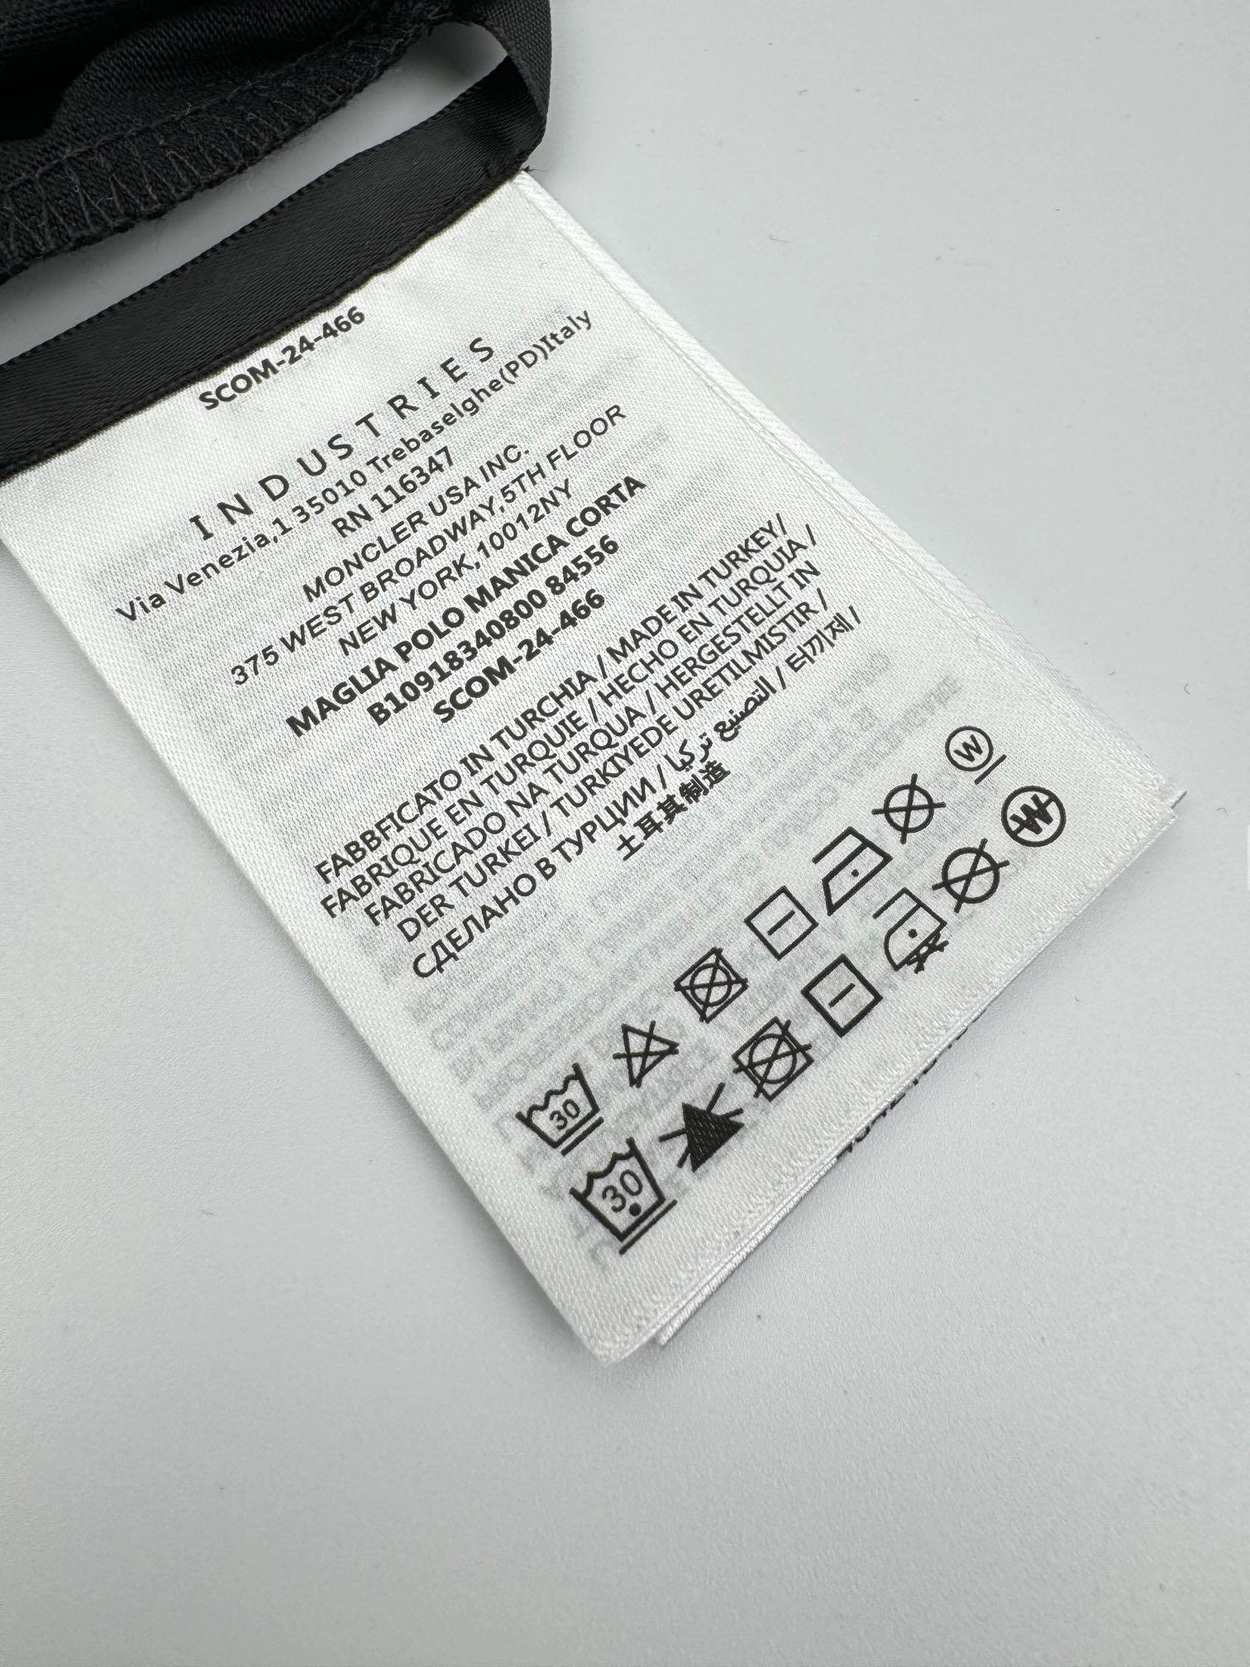 SCOM-24-466
INDUSTRIES
Via Venezia,1 35010 Trebaselghe(PD)Italy
RN 116347
MONCLER USA INC.
375 WEST BROADWAY,5TH FLOOR
NEW YORK,10012NY
MAGLIA POLO MANICA CORTA
B10918340800 84556
SCOM-24-466
FABBFICATO IN TURCHIA / MADE IN TURKEY/
FABRIQUE EN TURQUIE / HECHO EN TURQUIA /
FABRICADO NA TURQUA / HERGESTELLT IN
DER TURKEI / TURKIYEDE URETILMISTIR /
СДЕЛАНО В ТУРЦИИ / التصنيع تركيا / 터끼제 /
土耳其制造
W
30
W
30